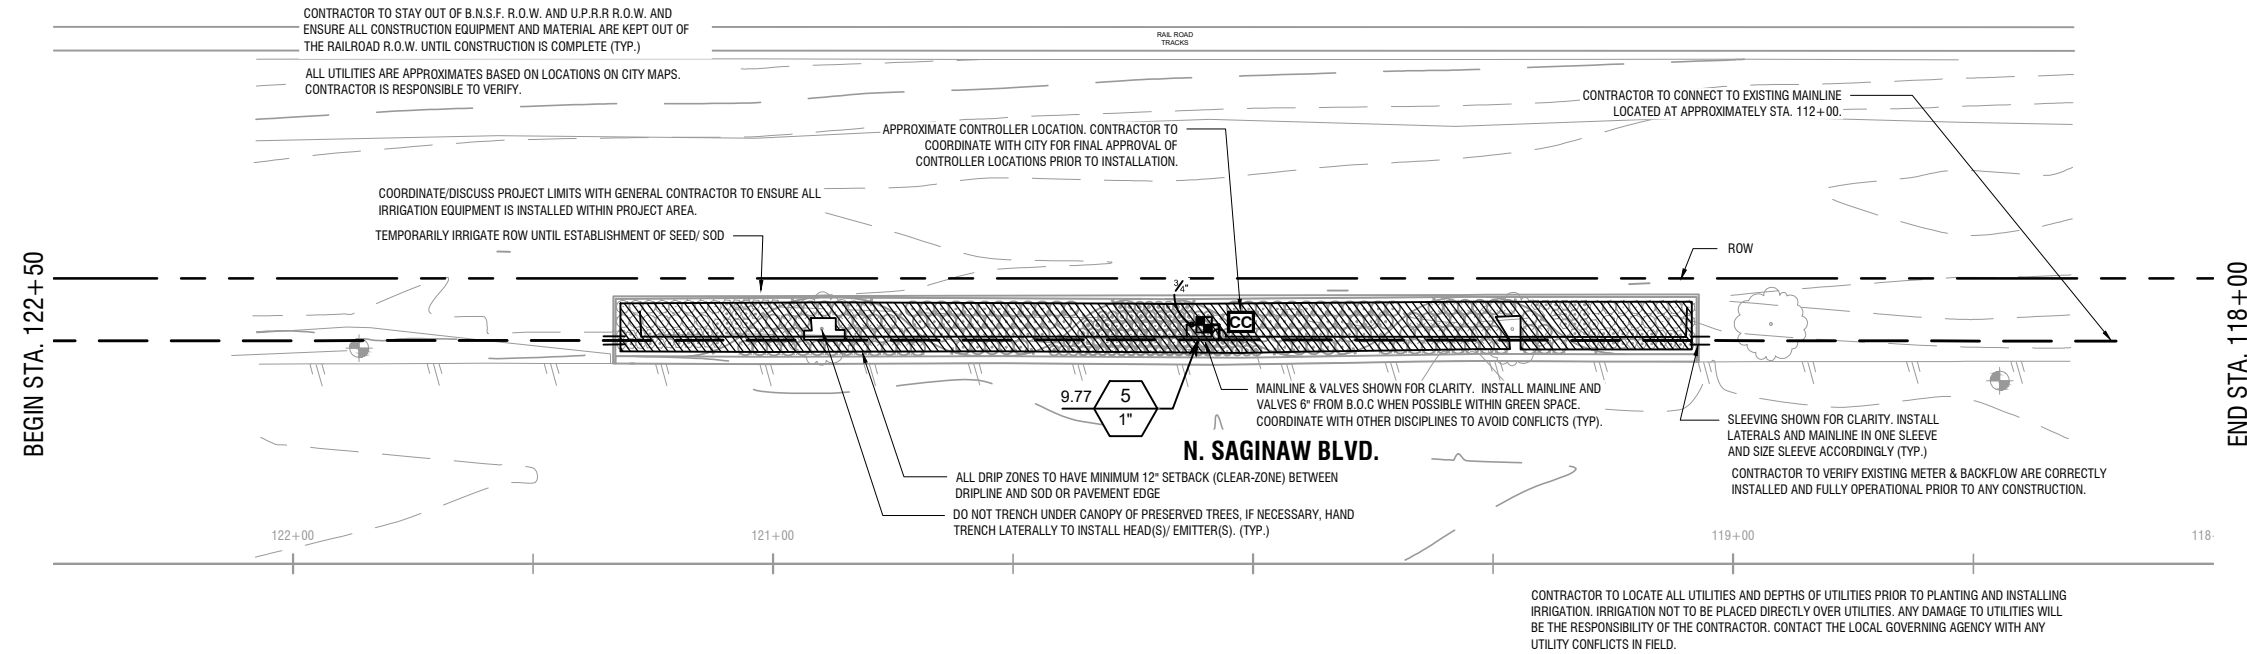 CONTRACTOR TO STAY OUT OF B.N.S.F. R.O.W. AND U.P.R.R R.O.W. AND
ENSURE ALL CONSTRUCTION EQUIPMENT AND MATERIAL ARE KEPT OUT OF
THE RAILROAD R.O.W. UNTIL CONSTRUCTION IS COMPLETE (TYP.)
ALL UTILITIES ARE APPROXIMATES BASED ON LOCATIONS ON CITY MAPS.
CONTRACTOR IS RESPONSIBLE TO VERIFY.
RAIL ROAD
TRACKS
CONTRACTOR TO CONNECT TO EXISTING MAINLINE
LOCATED AT APPROXIMATELY STA. 112+00.
APPROXIMATE CONTROLLER LOCATION. CONTRACTOR TO
COORDINATE WITH CITY FOR FINAL APPROVAL OF
CONTROLLER LOCATIONS PRIOR TO INSTALLATION.
COORDINATE/DISCUSS PROJECT LIMITS WITH GENERAL CONTRACTOR TO ENSURE ALL
IRRIGATION EQUIPMENT IS INSTALLED WITHIN PROJECT AREA.
TEMPORARILY IRRIGATE ROW UNTIL ESTABLISHMENT OF SEED/ SOD
ROW
BEGIN STA. 122+50
END STA. 118+00
¾"
CC
9.77
5
1"
MAINLINE & VALVES SHOWN FOR CLARITY. INSTALL MAINLINE AND
VALVES 6" FROM B.O.C WHEN POSSIBLE WITHIN GREEN SPACE.
COORDINATE WITH OTHER DISCIPLINES TO AVOID CONFLICTS (TYP).
N. SAGINAW BLVD.
SLEEVING SHOWN FOR CLARITY. INSTALL
LATERALS AND MAINLINE IN ONE SLEEVE
AND SIZE SLEEVE ACCORDINGLY (TYP.)
CONTRACTOR TO VERIFY EXISTING METER & BACKFLOW ARE CORRECTLY
INSTALLED AND FULLY OPERATIONAL PRIOR TO ANY CONSTRUCTION.
ALL DRIP ZONES TO HAVE MINIMUM 12" SETBACK (CLEAR-ZONE) BETWEEN
DRIPLINE AND SOD OR PAVEMENT EDGE
DO NOT TRENCH UNDER CANOPY OF PRESERVED TREES, IF NECESSARY, HAND
TRENCH LATERALLY TO INSTALL HEAD(S)/ EMITTER(S). (TYP.)
122+00
121+00
119+00
118-
CONTRACTOR TO LOCATE ALL UTILITIES AND DEPTHS OF UTILITIES PRIOR TO PLANTING AND INSTALLING
IRRIGATION. IRRIGATION NOT TO BE PLACED DIRECTLY OVER UTILITIES. ANY DAMAGE TO UTILITIES WILL
BE THE RESPONSIBILITY OF THE CONTRACTOR. CONTACT THE LOCAL GOVERNING AGENCY WITH ANY
UTILITY CONFLICTS IN FIELD.